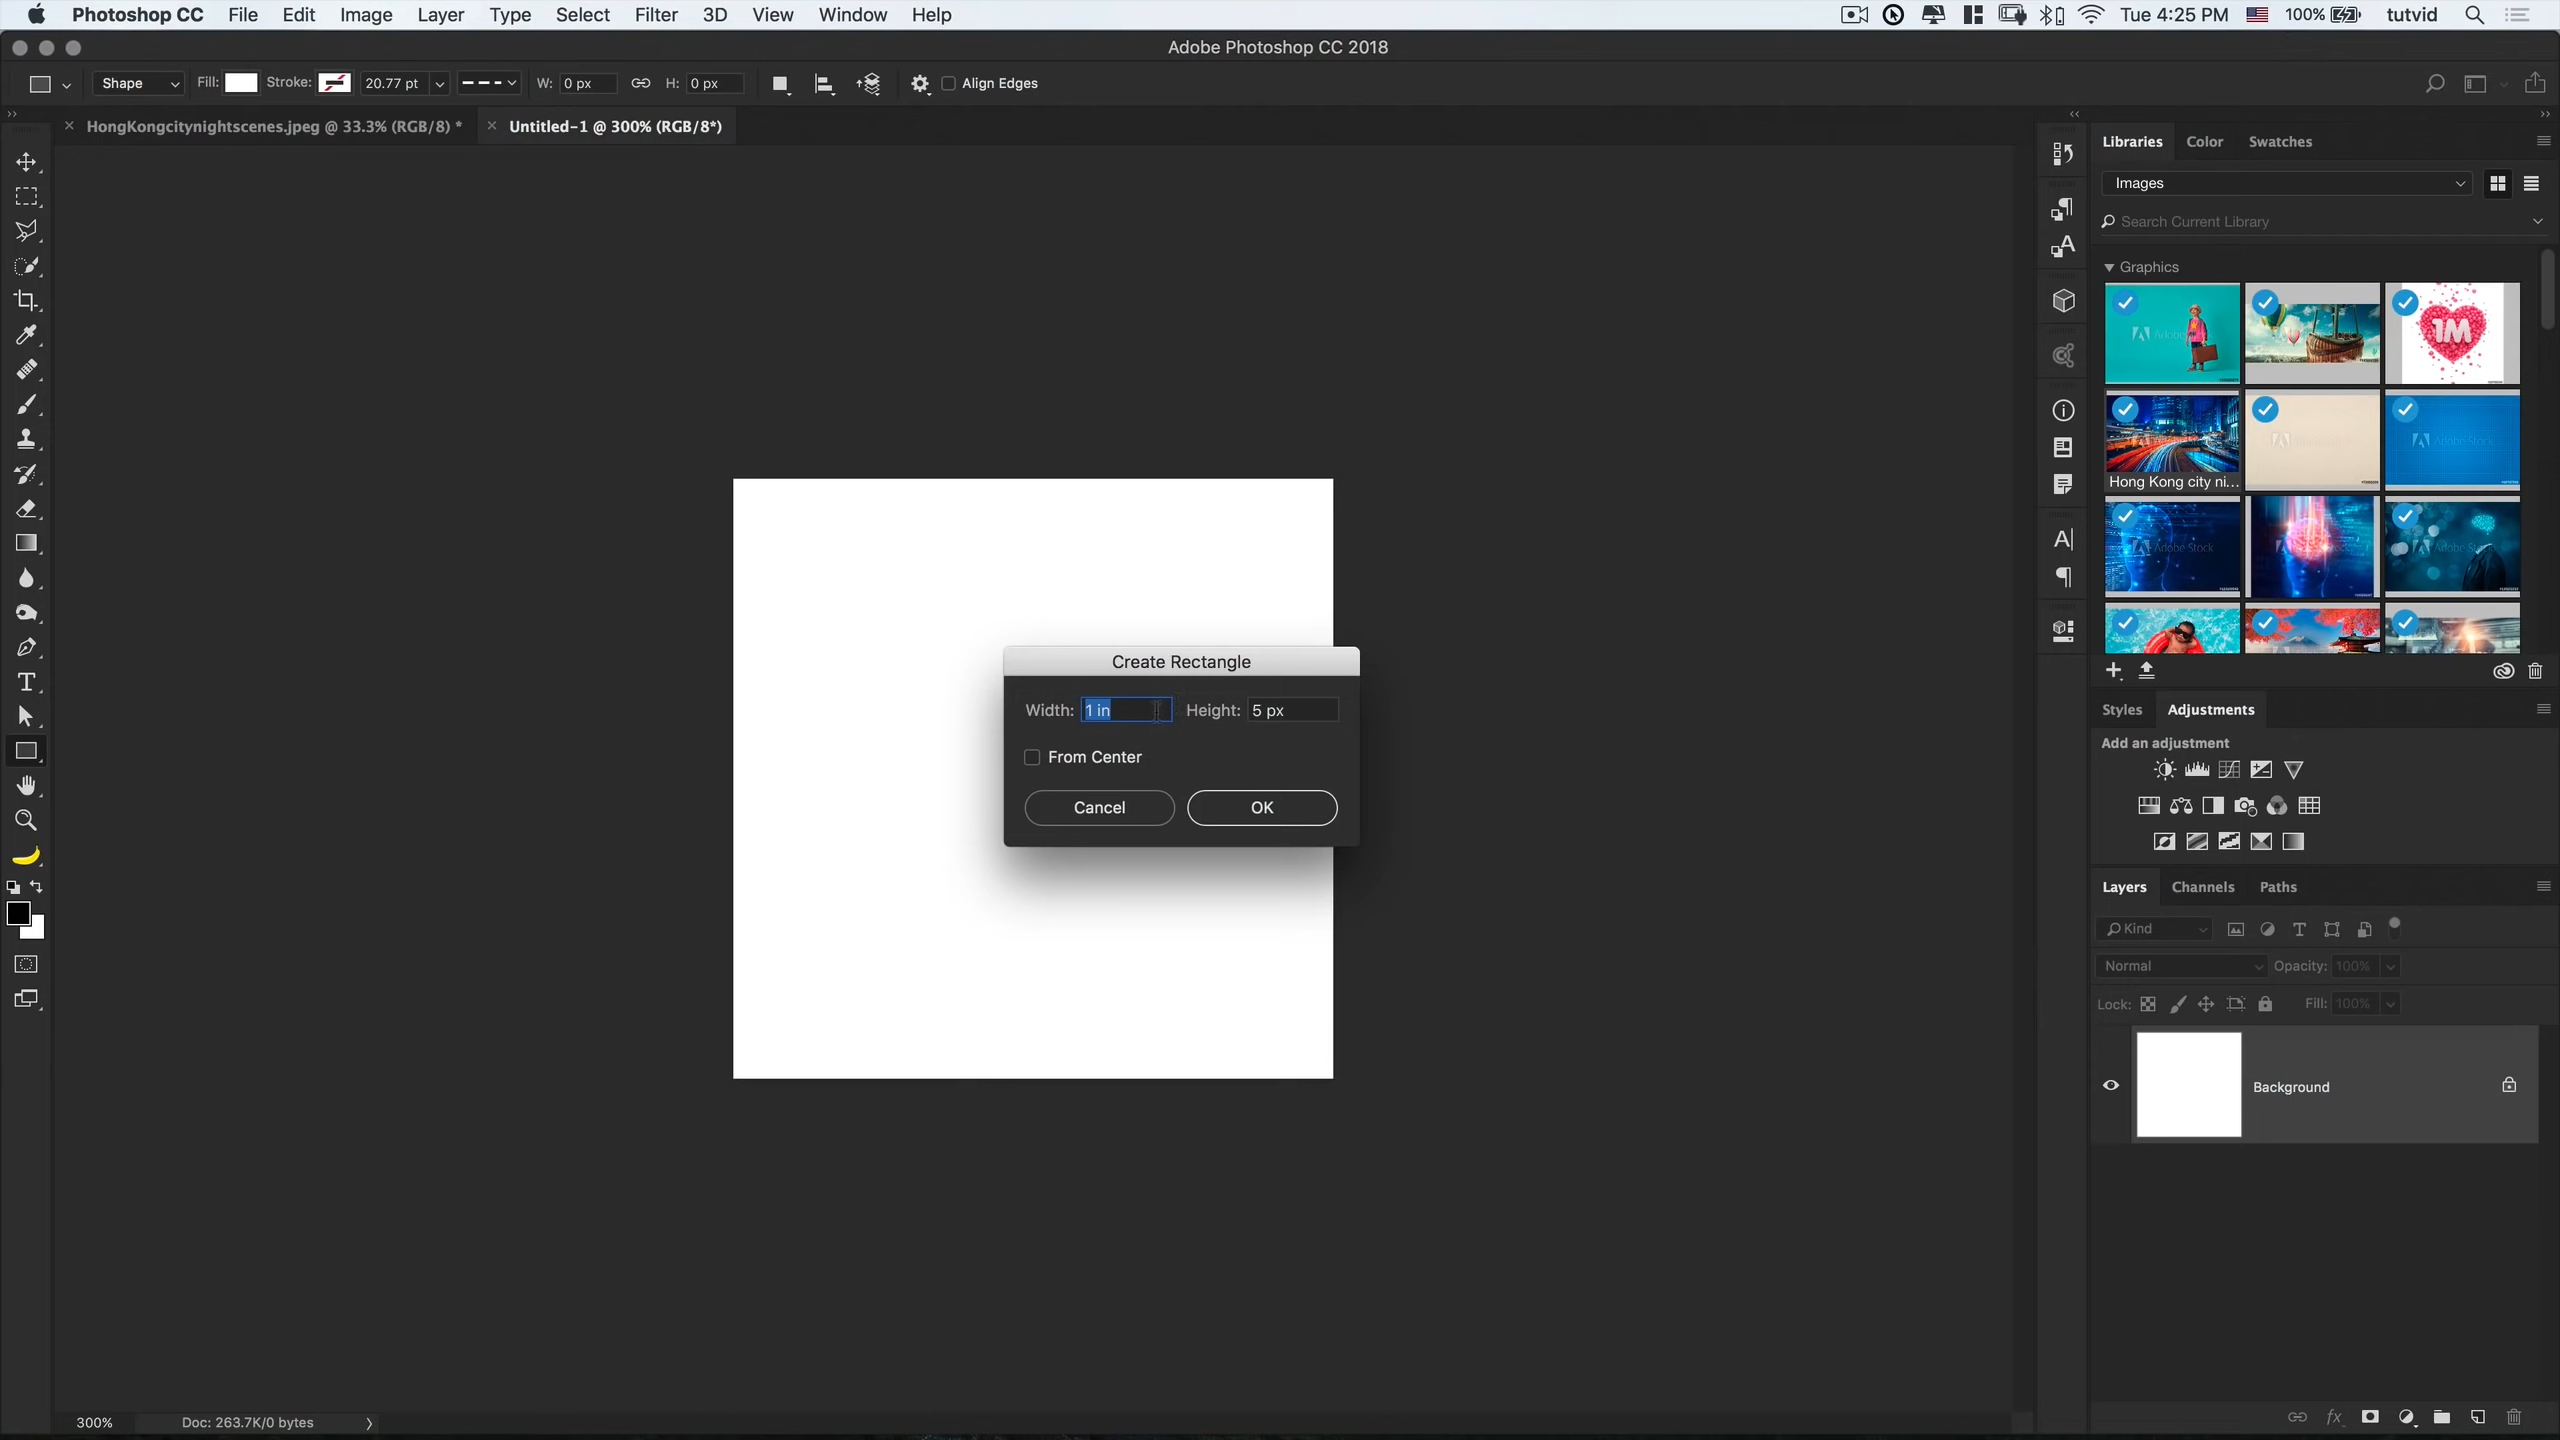 Photoshop CC File Edit Image Layer Type Select Filter 3D View Window Help Tue 4:25 PM 100% tutvid
Adobe Photoshop CC 2018
Shape Fill: Stroke: 20.77 pt W: 0 px H: 0 px Align Edges
HongKongcitynightscenes.jpeg @ 33.3% (RGB/8) * Untitled-1 @ 300% (RGB/8*)
Libraries Color Swatches
Images
Search Current Library
Graphics
1M
Hong Kong city ni...
Adobe Stock
Create Rectangle
Width: 1 in Height: 5 px
From Center
Cancel OK
Styles Adjustments
Add an adjustment
Layers Channels Paths
Kind
Normal Opacity: 100%
Lock: Fill: 100%
Background
fx
300% Doc: 263.7K/0 bytes